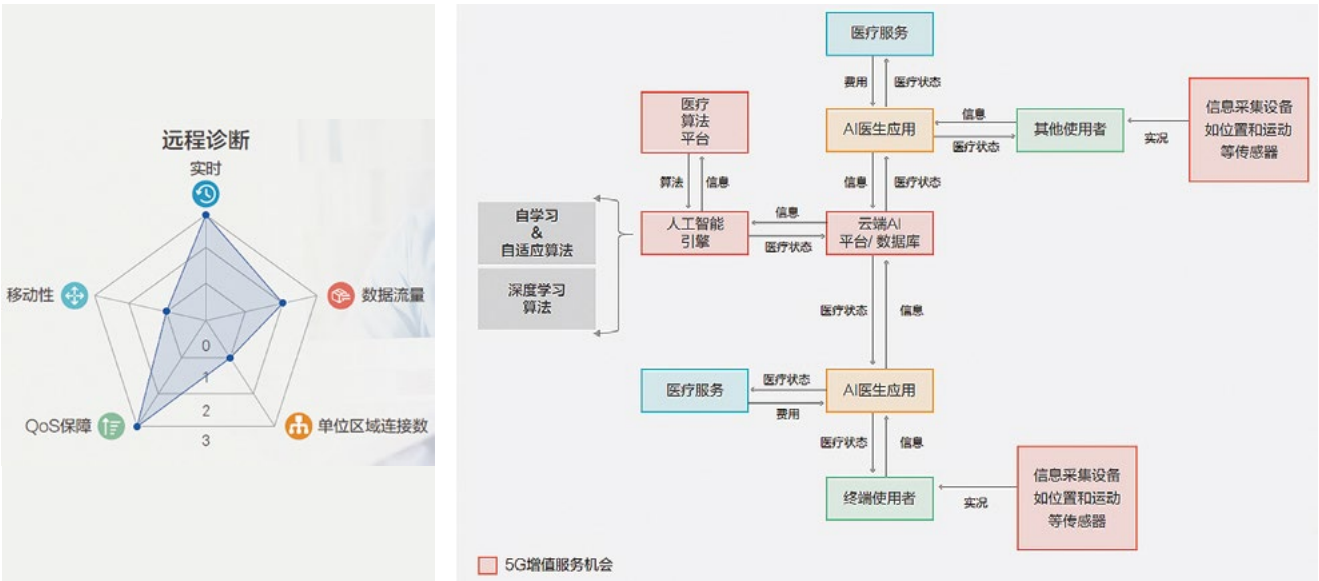 远程诊断
实时
移动性
数据流量
0
1
2
3
QoS保障
单位区域连接数
医疗服务
费用
医疗状态
医疗
算法
平台
AI医生应用
信息
医疗状态
其他使用者
实况
信息采集设备
如位置和运动
等传感器
算法
信息
信息
医疗状态
自学习
&
自适应算法
深度学习
算法
人工智能
引擎
信息
医疗状态
云端AI
平台/ 数据库
医疗状态
信息
医疗服务
医疗状态
费用
AI医生应用
医疗状态
信息
终端使用者
实况
信息采集设备
如位置和运动
等传感器
5G增值服务机会